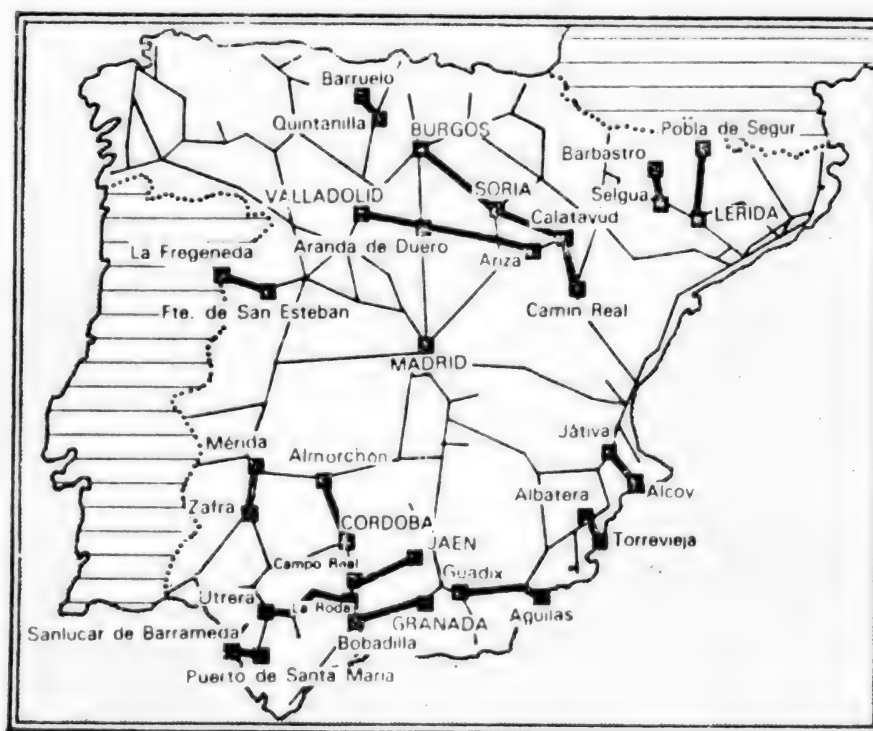 Barruelo
Quintanilla
BURGOS
Pobla de Segur
Barbastro
Selgua
LERIDA
VALLADOLID
SORIA
Calatayud
La Fregeneda
Aranda de Duero
Ariza
Fte. de San Esteban
Camin Real
MADRID
Mérida
Almorchon
Játiva
Zafra
Albatera
Alcoy
CORDOBA
Torrevieja
Campo Real
JAEN
Guadix
Utrera
La Roda
Sanlucar de Barrameda
GRANADA
Aguilas
Bobadilla
Puerto de Santa Maria